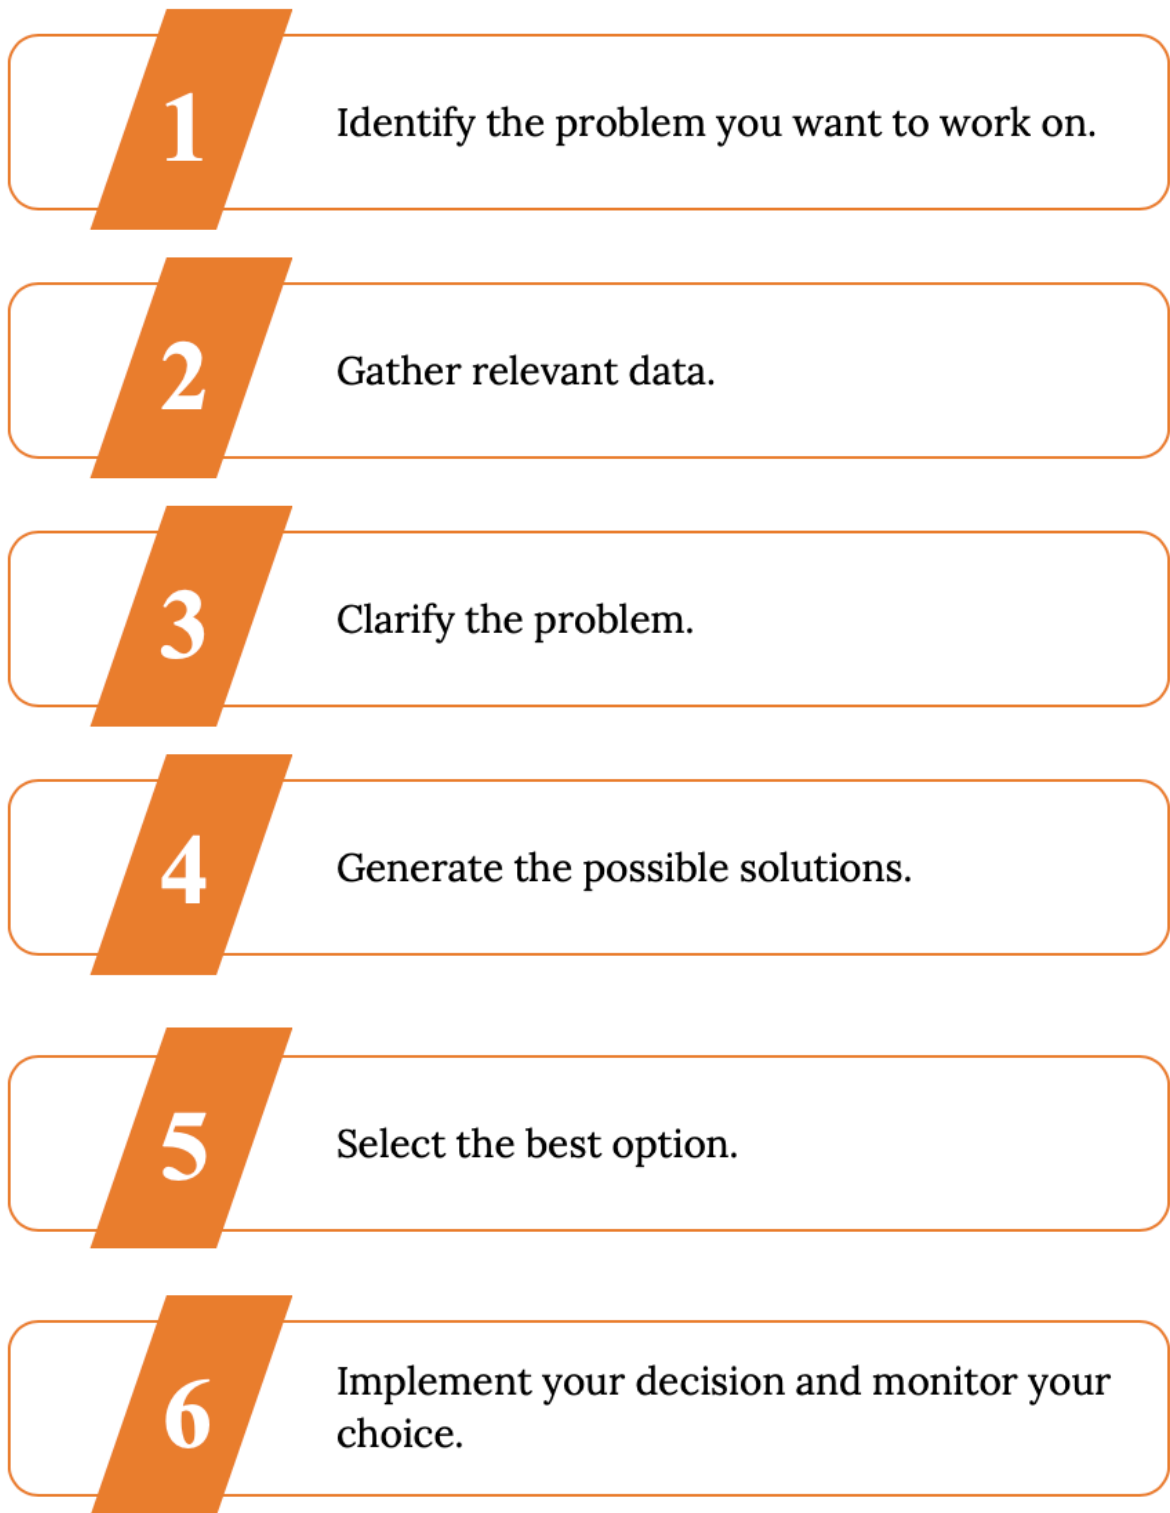 1
Identify the problem you want to work on.
2
Gather relevant data.
3
Clarify the problem.
4
Generate the possible solutions.
5
Select the best option.
6
Implement your decision and monitor your
choice.